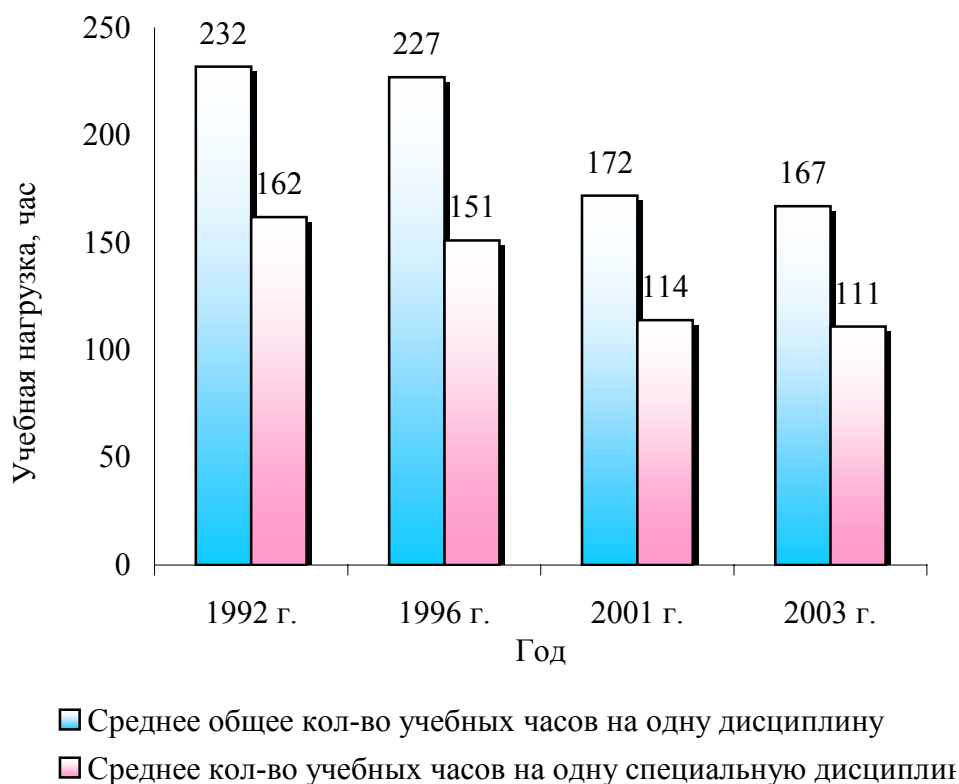 250
200
150
100
50
0
Учебная нагрузка, час
232
162
227
151
172
114
167
111
1992 г.
1996 г.
2001 г.
2003 г.
Год
Среднее общее кол-во учебных часов на одну дисциплину
Среднее кол-во учебных часов на одну специальную